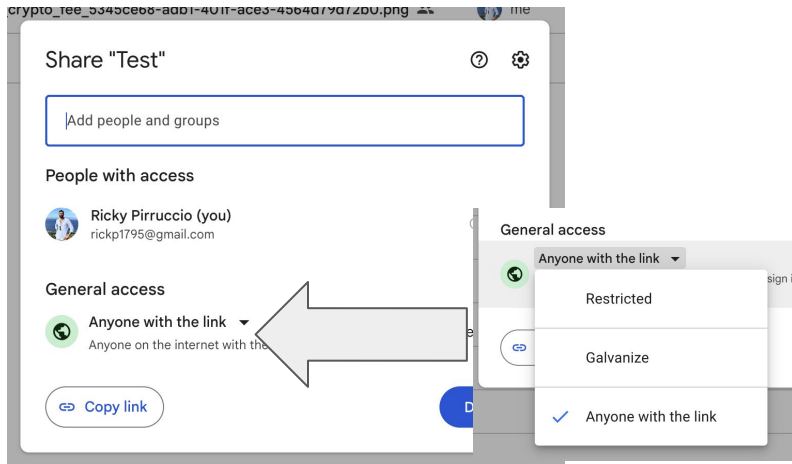 crypto_fee_5345ce68-adb1-401f-ace3-4564d79d72b0.png me
Share "Test"
Add people and groups
People with access
Ricky Pirruccio (you)
rickp1795@gmail.com
General access
Anyone with the link
Anyone on the internet with the
Copy link
D
General access
Anyone with the link
sign i
Restricted
Galvanize
Anyone with the link